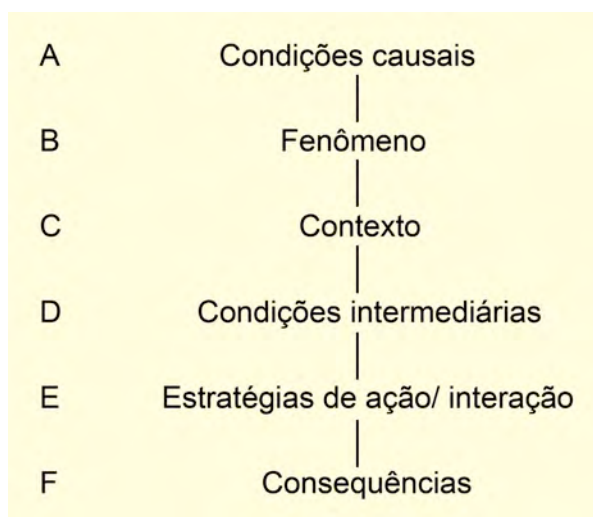 A Condições causais
B Fenômeno
C Contexto
D Condições intermediárias
E Estratégias de ação/ interação
F Consequências